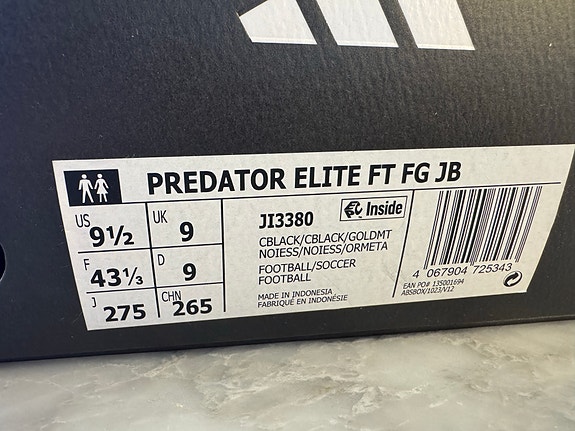 PREDATOR ELITE FT FG JB
US 9½
UK 9
F 43⅓
D 9
J 275
CHN 265
JI3380
Inside
CBLACK/CBLACK/GOLDMT
NOIESS/NOIESS/ORMETA
FOOTBALL/SOCCER
FOOTBALL
MADE IN INDONESIA
FABRIQUÉ EN INDONÉSIE
4 067904 725343
EAN PO# 135001694
ABSBOX/1023/V12